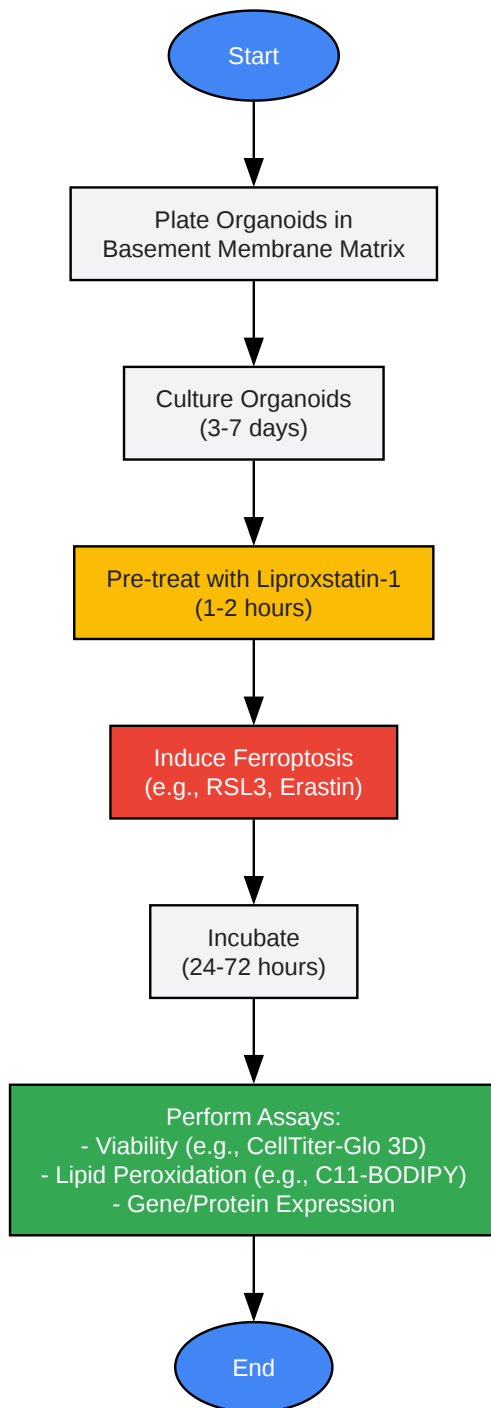 Start
Plate Organoids in
Basement Membrane Matrix
Culture Organoids
(3-7 days)
Pre-treat with Liproxstatin-1
(1-2 hours)
Induce Ferroptosis
(e.g., RSL3, Erastin)
Incubate
(24-72 hours)
Perform Assays:
- Viability (e.g., CellTiter-Glo 3D)
- Lipid Peroxidation (e.g., C11-BODIPY)
- Gene/Protein Expression
End